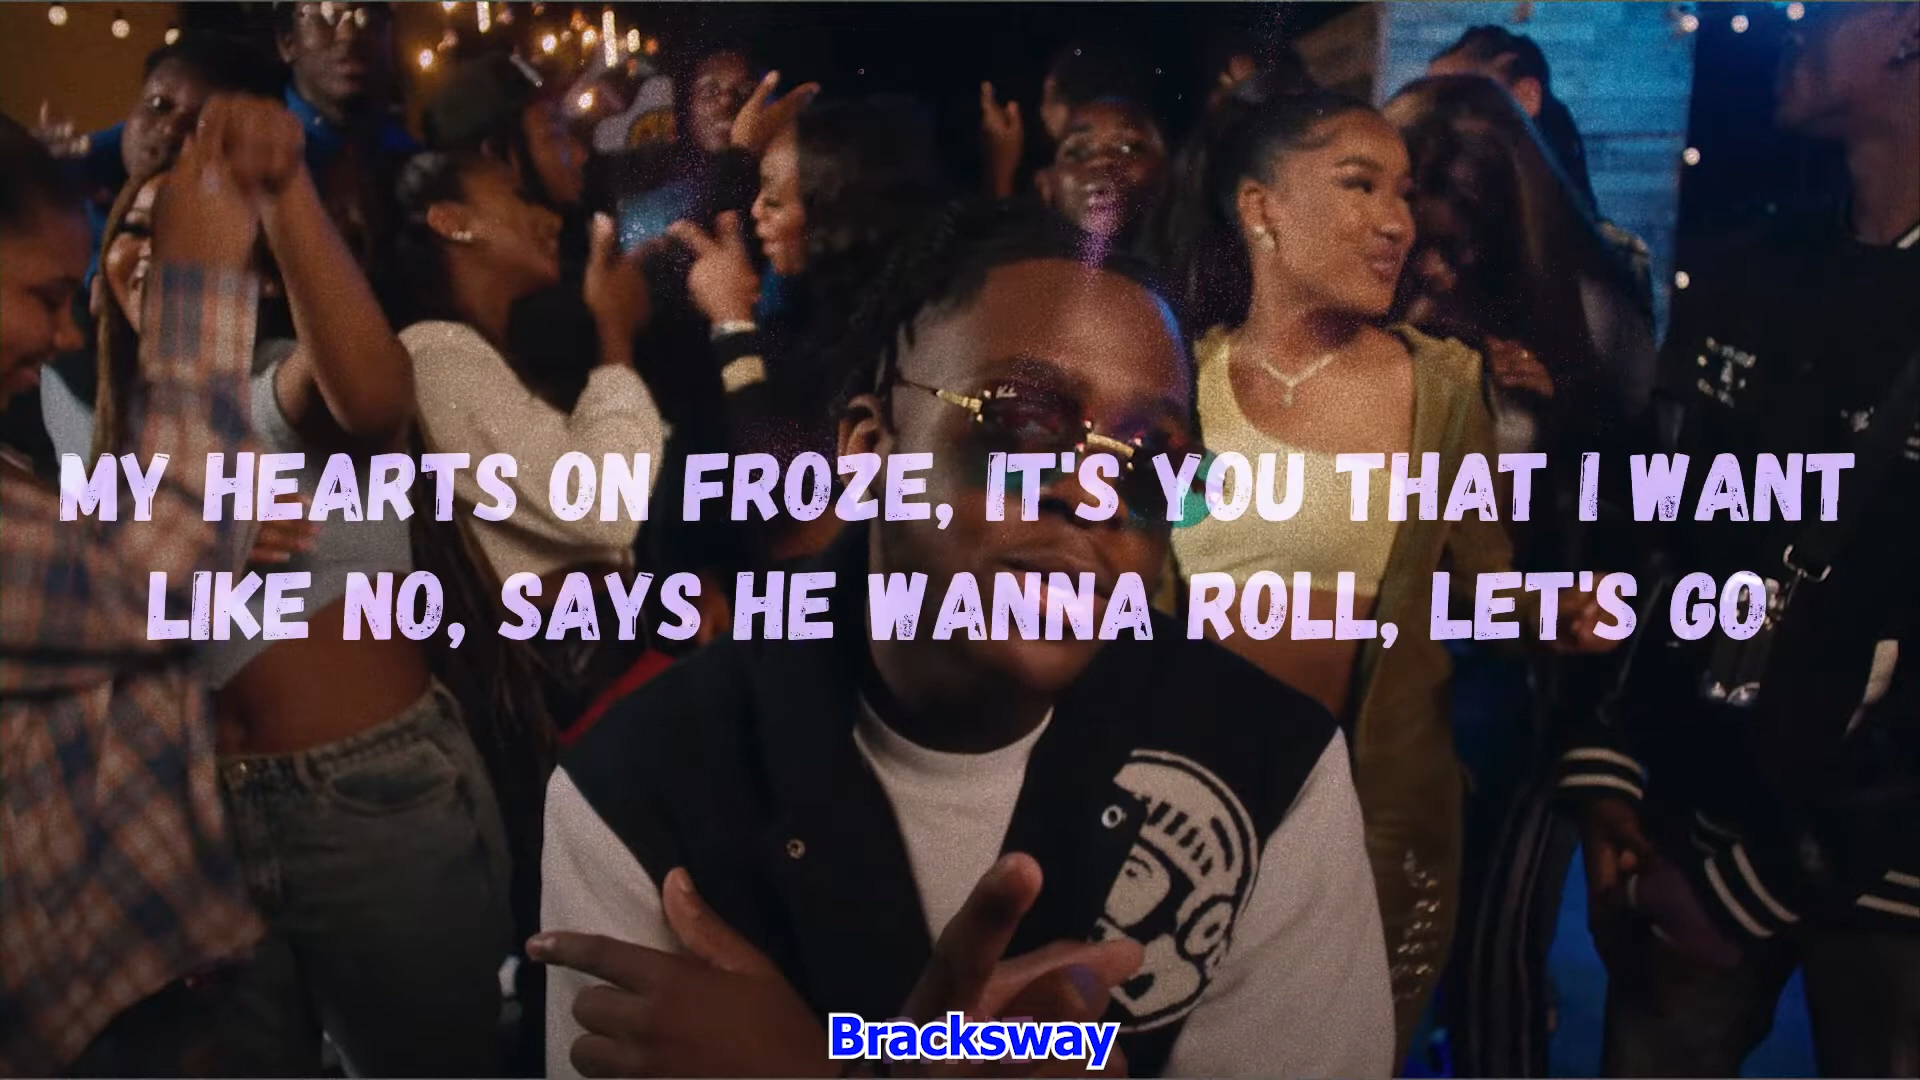 MY HEARTS ON FROZE, IT'S YOU THAT I WANT
LIKE NO, SAYS HE WANNA ROLL, LET'S GO
Bracksway